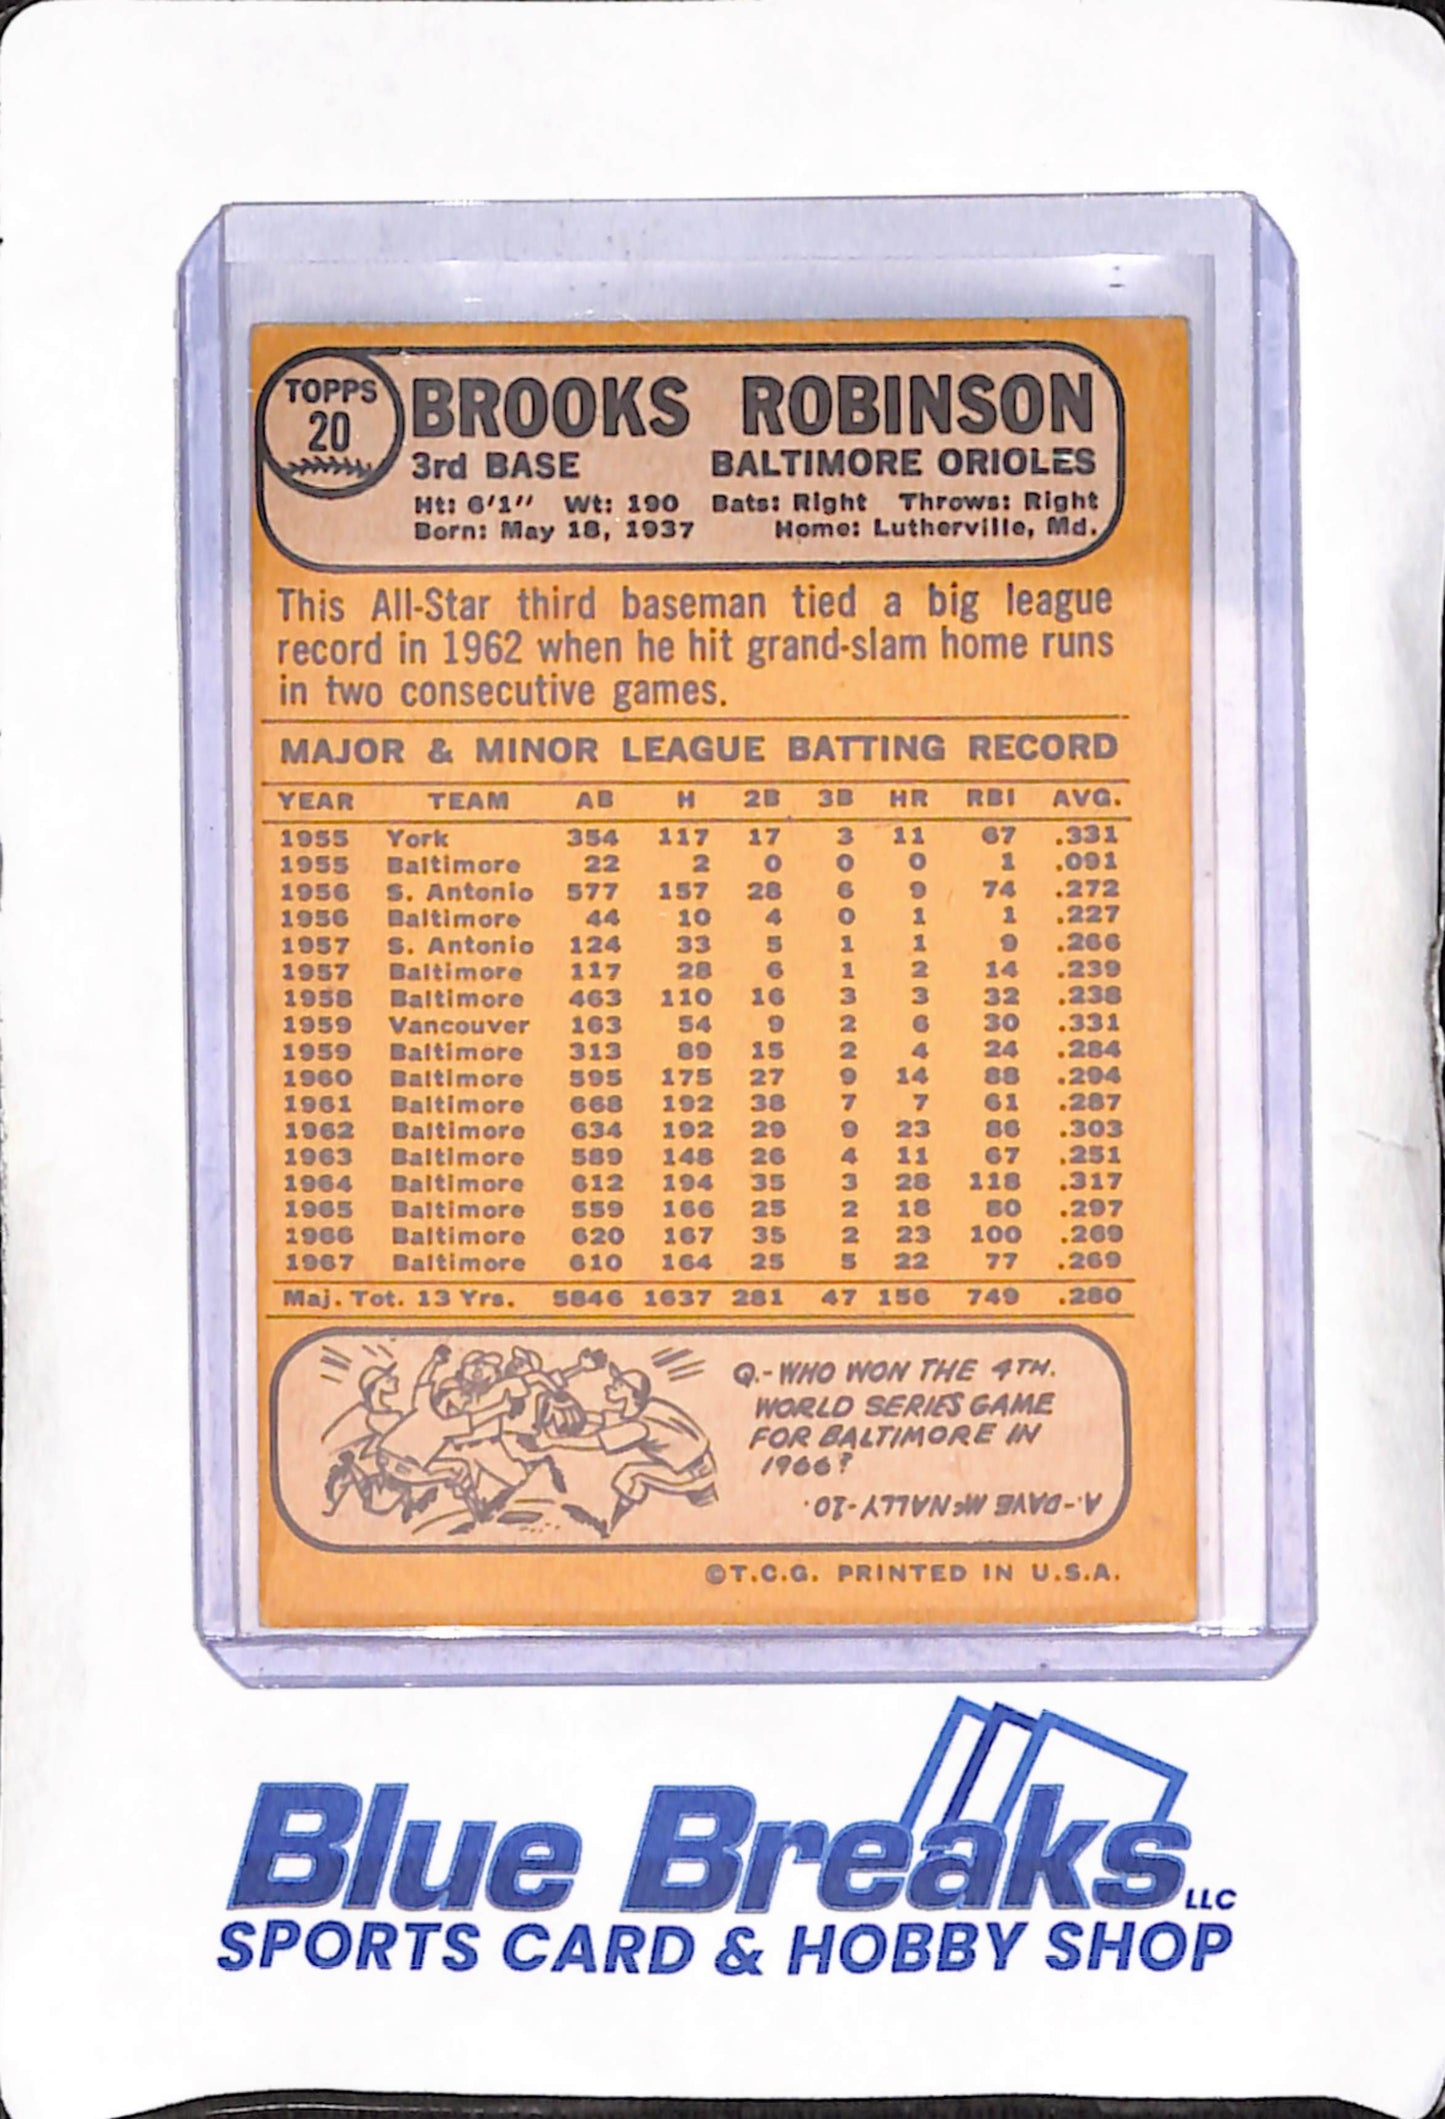 TOPPS
20
BROOKS ROBINSON
3rd BASE BALTIMORE ORIOLES
Ht: 6'1" Wt: 190 Bats: Right Throws: Right
Born: May 18, 1937 Home: Lutherville, Md.
This All-Star third baseman tied a big league
record in 1962 when he hit grand-slam home runs
in two consecutive games.
MAJOR & MINOR LEAGUE BATTING RECORD
YEAR TEAM AB H 2B 3B HR RBI AVG.
1955 York 354 117 17 3 11 67 .331
1955 Baltimore 22 2 0 0 0 1 .091
1956 S. Antonio 577 157 28 6 9 74 .272
1956 Baltimore 44 10 4 0 1 1 .227
1957 S. Antonio 124 33 5 1 1 9 .266
1957 Baltimore 117 28 6 1 2 14 .239
1958 Baltimore 463 110 16 3 3 32 .238
1959 Vancouver 163 54 9 2 6 30 .331
1959 Baltimore 313 89 15 2 4 24 .284
1960 Baltimore 595 175 27 9 14 88 .294
1961 Baltimore 668 192 38 7 7 61 .287
1962 Baltimore 634 192 29 9 23 86 .303
1963 Baltimore 589 148 26 4 11 67 .251
1964 Baltimore 612 194 35 3 28 118 .317
1965 Baltimore 559 166 25 2 18 80 .297
1966 Baltimore 620 167 35 2 23 100 .269
1967 Baltimore 610 164 25 5 22 77 .269
Maj. Tot. 13 Yrs. 5846 1637 281 47 156 749 .280
Q.-WHO WON THE 4TH.
WORLD SERIES GAME
FOR BALTIMORE IN
1966?
A.-DAVE McNALLY-10.
©T.C.G. PRINTED IN U.S.A.
Blue Breaks LLC
SPORTS CARD & HOBBY SHOP